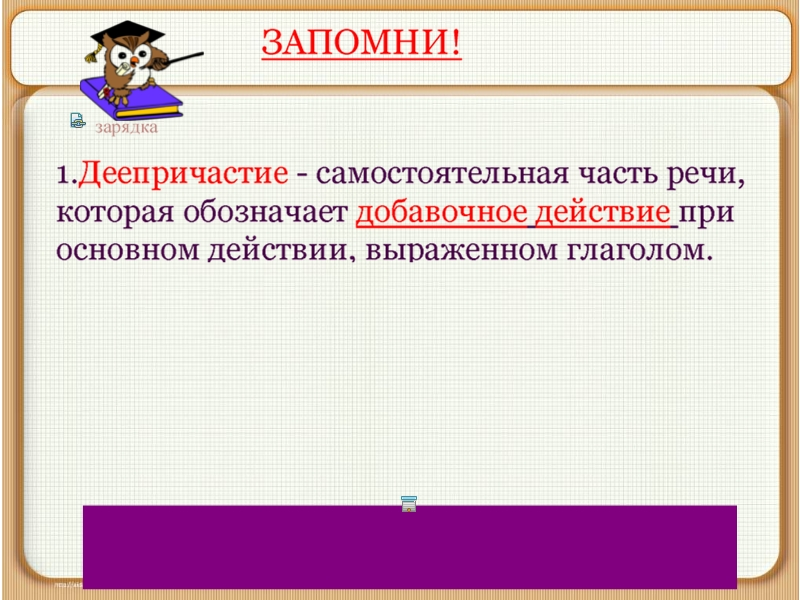 ЗАПОМНИ!
зарядка
1.Деепричастие - самостоятельная часть речи,
которая обозначает добавочное действие при
основном действии, выраженном глаголом.